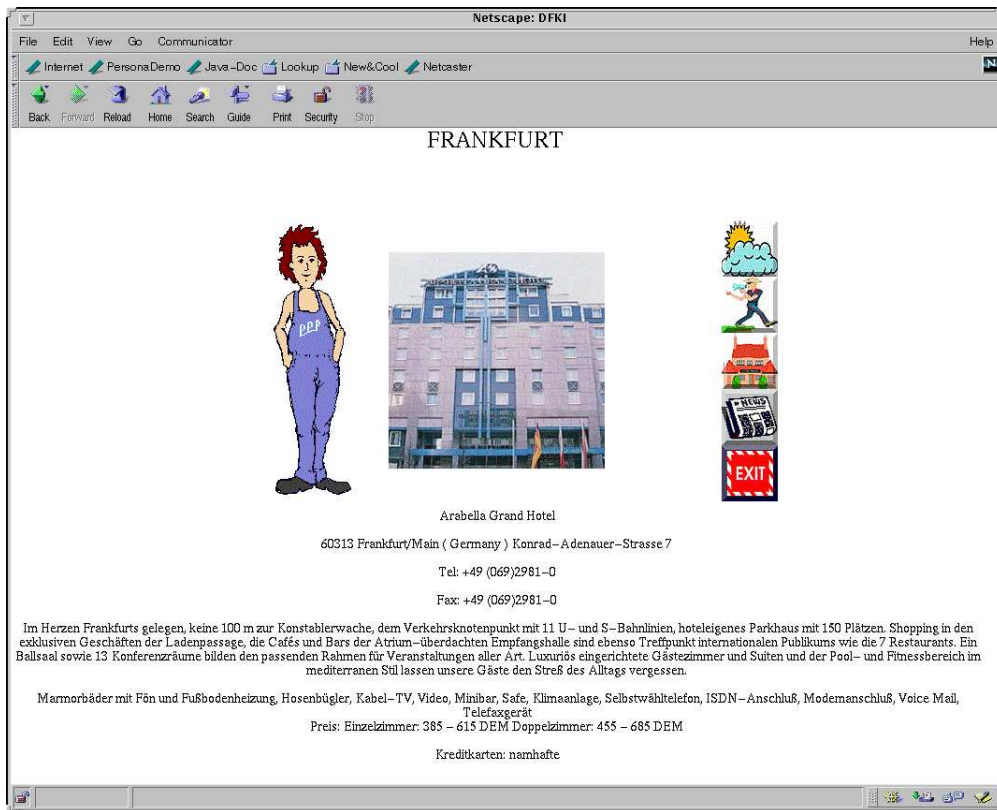 Netscape: DFKI
File Edit View Go Communicator Help
Internet PersonaDemo Java-Doc Lookup New&Cool Netcaster N
Back Forward Reload Home Search Guide Print Security Stop
FRANKFURT
PPP
NEWS
EXIT
Arabella Grand Hotel
60313 Frankfurt/Main ( Germany ) Konrad-Adenauer-Strasse 7
Tel: +49 (069)2981-0
Fax: +49 (069)2981-0
Im Herzen Frankfurts gelegen, keine 100 m zur Konstablerwache, dem Verkehrsknotenpunkt mit 11 U- und S-Bahnlinien, hoteleigenes Parkhaus mit 150 Plätzen. Shopping in den
exklusiven Geschäften der Ladenpassage, die Cafés und Bars der Atrium-überdachten Empfangshalle sind ebenso Treffpunkt internationalen Publikums wie die 7 Restaurants. Ein
Ballsaal sowie 13 Konferenzräume bilden den passenden Rahmen für Veranstaltungen aller Art. Luxuriös eingerichtete Gästezimmer und Suiten und der Pool- und Fitnessbereich im
mediterranen Stil lassen unsere Gäste den Streß des Alltags vergessen.
Marmorbäder mit Fön und Fußbodenheizung, Hosenbügler, Kabel-TV, Video, Minibar, Safe, Klimaanlage, Selbstwähltelefon, ISDN-Anschluß, Modemanschluß, Voice Mail,
Telefaxgerät
Preis: Einzelzimmer: 385 - 615 DEM Doppelzimmer: 455 - 685 DEM
Kreditkarten: namhafte